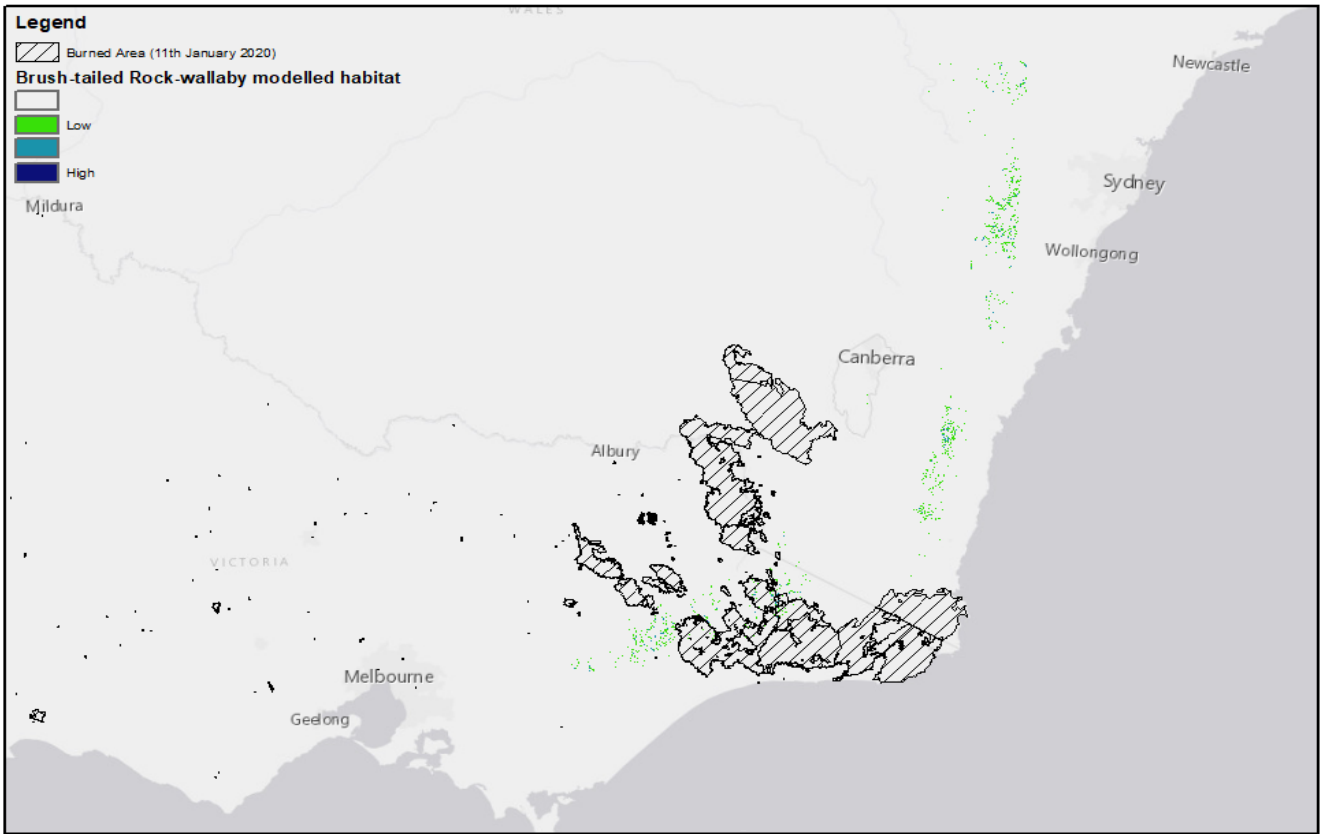 Legend
Burned Area (11th January 2020)
Brush-tailed Rock-wallaby modelled habitat
Low
High
WALES
Newcastle
Sydney
Mildura
Wollongong
Canberra
Albury
VICTORIA
Melbourne
Geelong